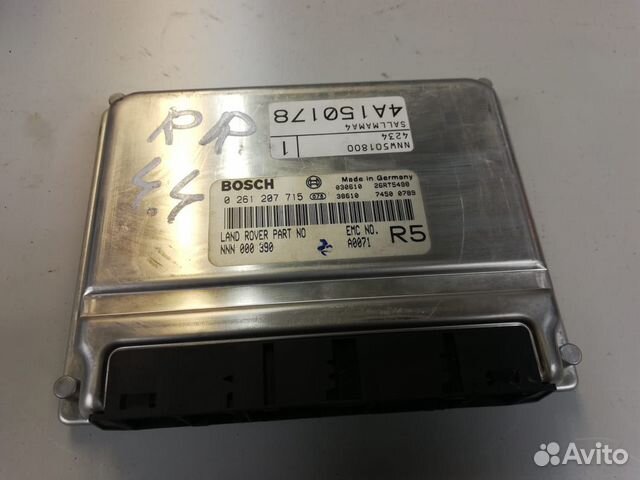 RR
4.4
4A150178
SALLMAMA4
4234
NNW501800
1
BOSCH
Made in Germany
030610 26RT5498
0 261 207 715 38610 7450 0789
LAND ROVER PART NO
EMC NO.
R5
NNN 000 390
A0071
Avito